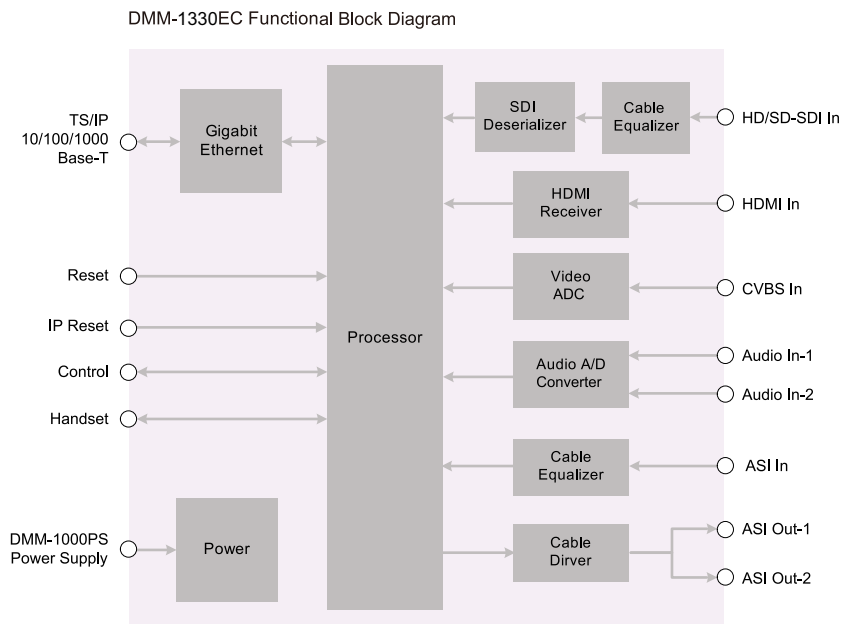 DMM-1330EC Functional Block Diagram
TS/IP
10/100/1000
Base-T
Gigabit
Ethernet
Reset
IP Reset
Control
Handset
DMM-1000PS
Power Supply
Power
Processor
SDI
Deserializer
Cable
Equalizer
HD/SD-SDI In
HDMI
Receiver
HDMI In
Video
ADC
CVBS In
Audio A/D
Converter
Audio In-1
Audio In-2
Cable
Equalizer
ASI In
Cable
Dirver
ASI Out-1
ASI Out-2